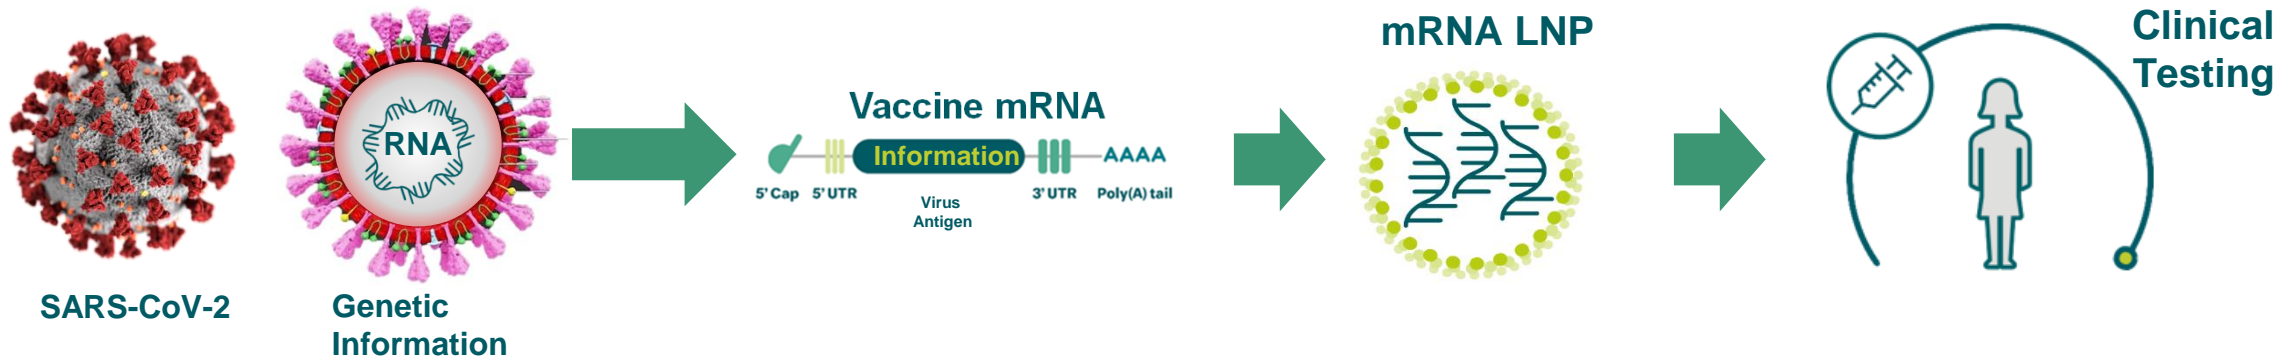 SARS-CoV-2
RNA
Genetic
Information
Vaccine mRNA
Information
AAAA
5' Cap
5' UTR
Virus
Antigen
3' UTR
Poly(A) tail
mRNA LNP
Clinical
Testing